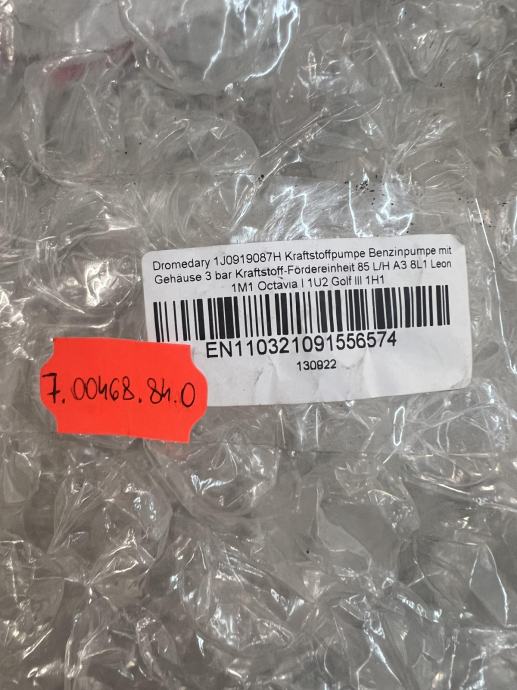 Dromedary 1J0919087H Kraftstoffpumpe Benzinpumpe mit
Gehäuse 3 bar Kraftstoff-Fördereinheit 85 L/H A3 8L1 Leon
1M1 Octavia I 1U2 Golf III 1H1
EN110321091556574
130922
7.00468.84.0